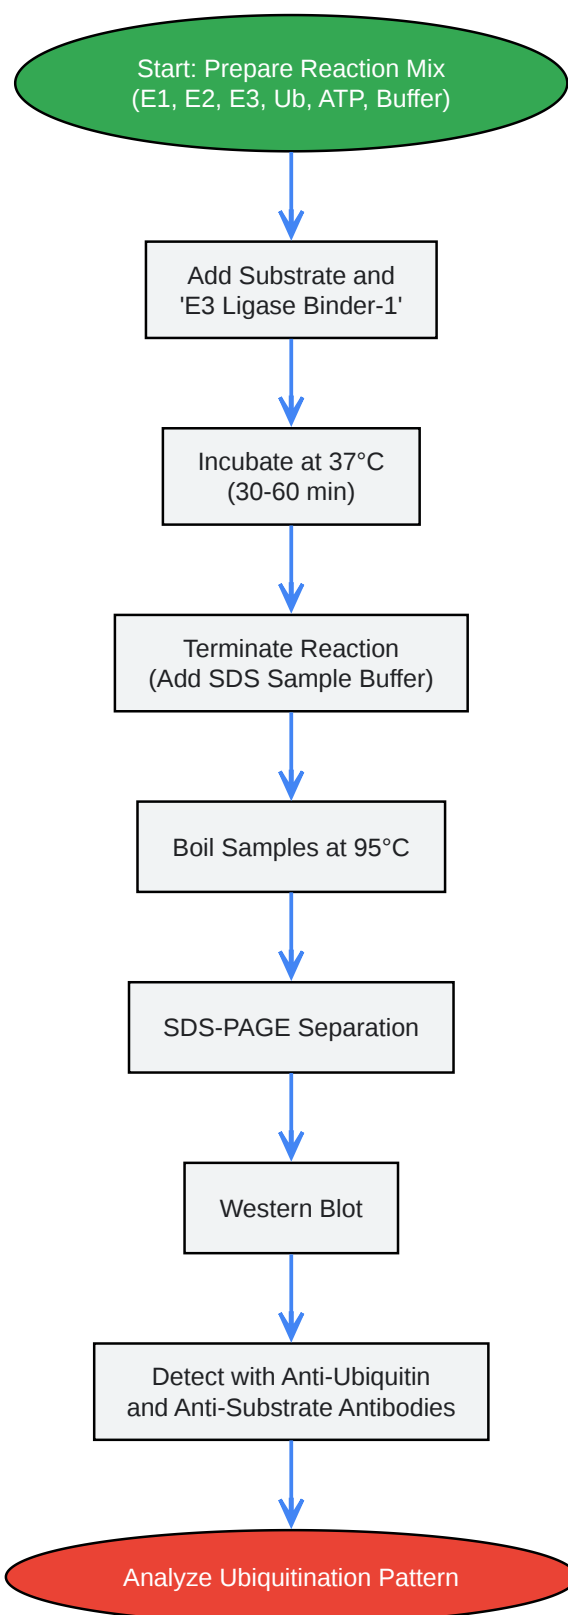 Start: Prepare Reaction Mix
(E1, E2, E3, Ub, ATP, Buffer)
Add Substrate and
'E3 Ligase Binder-1'
Incubate at 37°C
(30-60 min)
Terminate Reaction
(Add SDS Sample Buffer)
Boil Samples at 95°C
SDS-PAGE Separation
Western Blot
Detect with Anti-Ubiquitin
and Anti-Substrate Antibodies
Analyze Ubiquitination Pattern